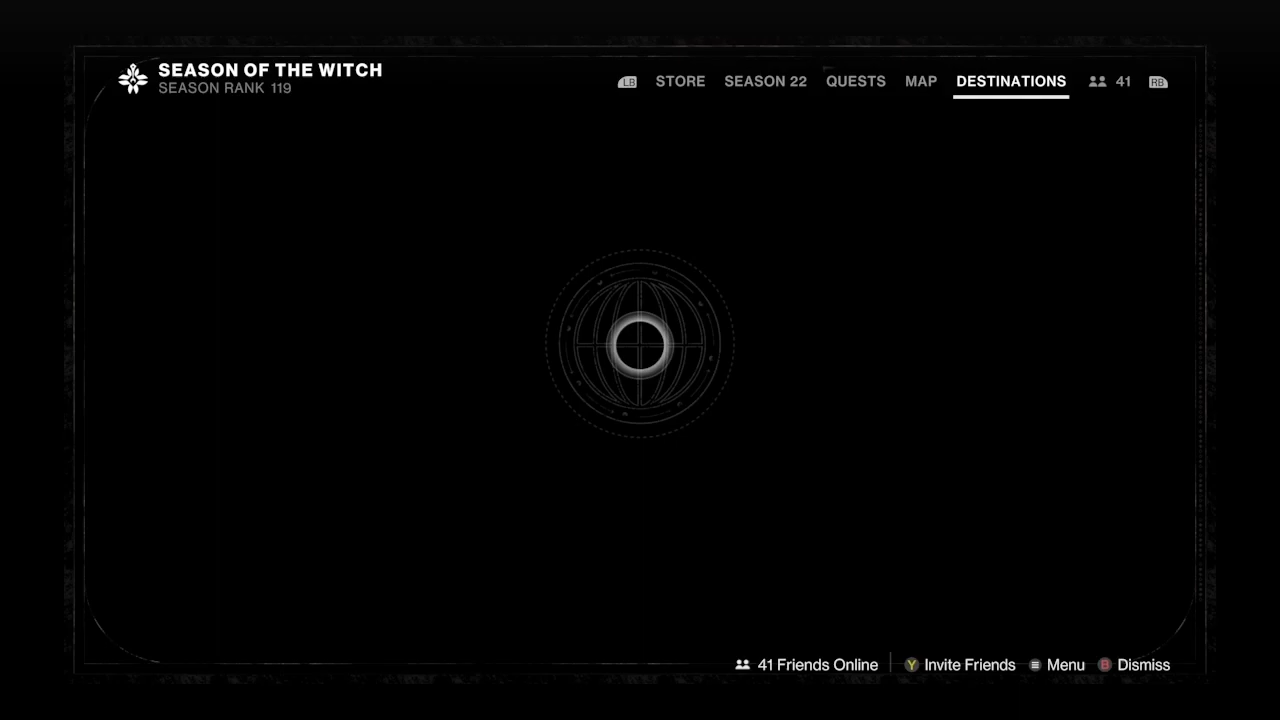 SEASON OF THE WITCH
SEASON RANK 119
LB STORE SEASON 22 QUESTS MAP DESTINATIONS 41 RB
41 Friends Online Y Invite Friends Menu B Dismiss